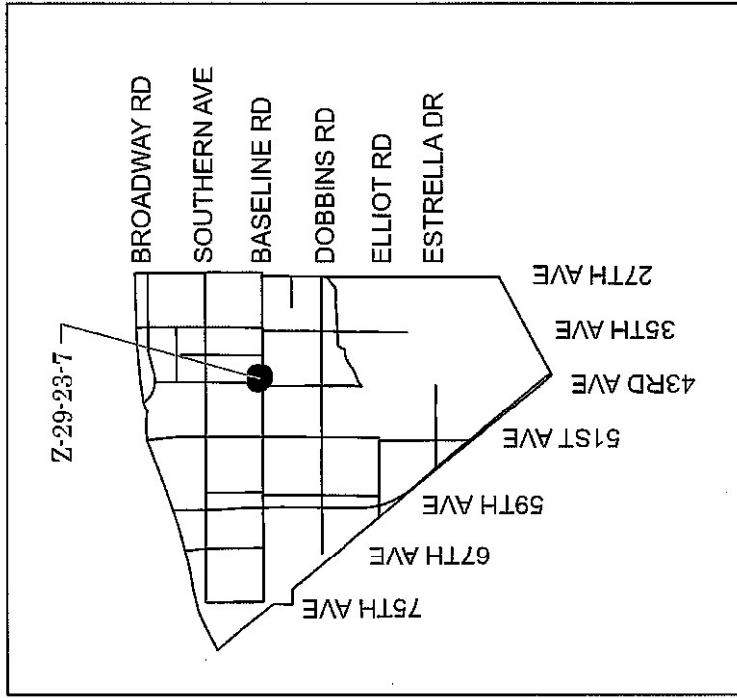 Z-29-23-7
BROADWAY RD
SOUTHERN AVE
BASELINE RD
DOBBINS RD
ELLIOT RD
ESTRELLA DR
75TH AVE
67TH AVE
59TH AVE
51ST AVE
43RD AVE
35TH AVE
27TH AVE